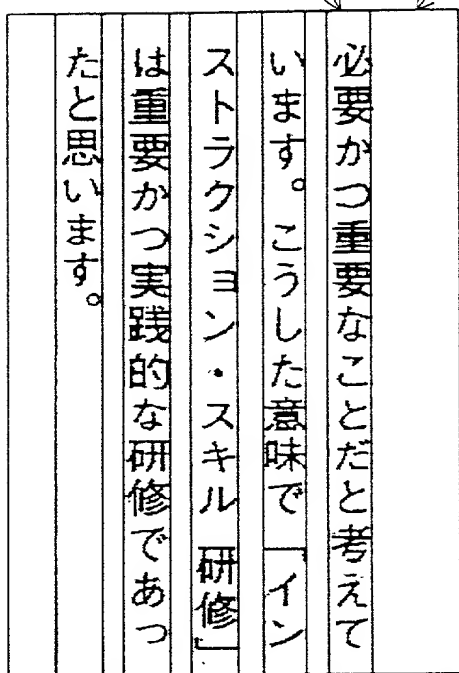 必要かつ重要なことだと考えて
います。こうした意味で「イン
ストラクション・スキル研修」
は重要かつ実践的な研修であっ
たと思います。